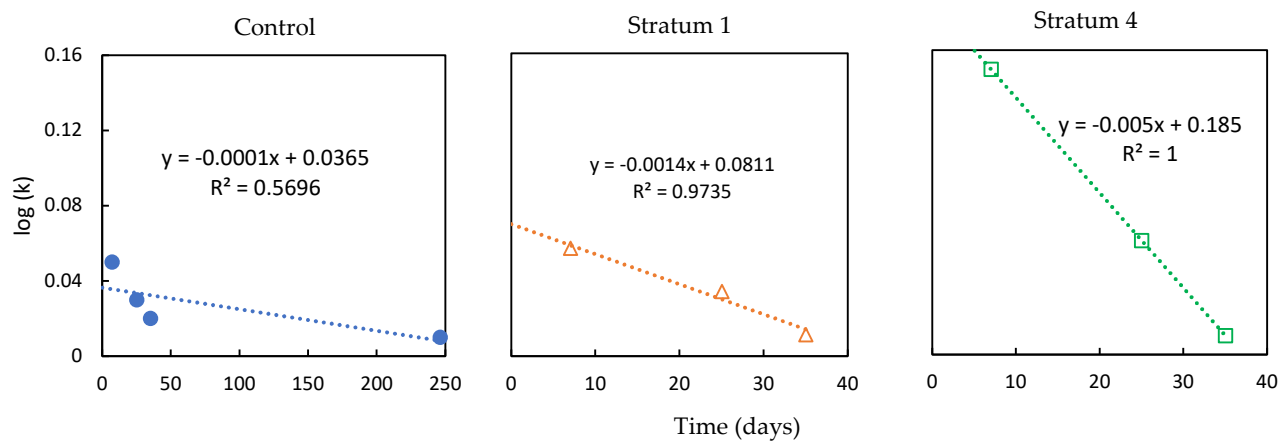 Control
Stratum 1
Stratum 4
log (k)
0.16
0.12
0.08
0.04
0
y = -0.0001x + 0.0365
R² = 0.5696
0 50 100 150 200 250
y = -0.0014x + 0.0811
R² = 0.9735
0 10 20 30 40
y = -0.005x + 0.185
R² = 1
0 10 20 30 40
Time (days)